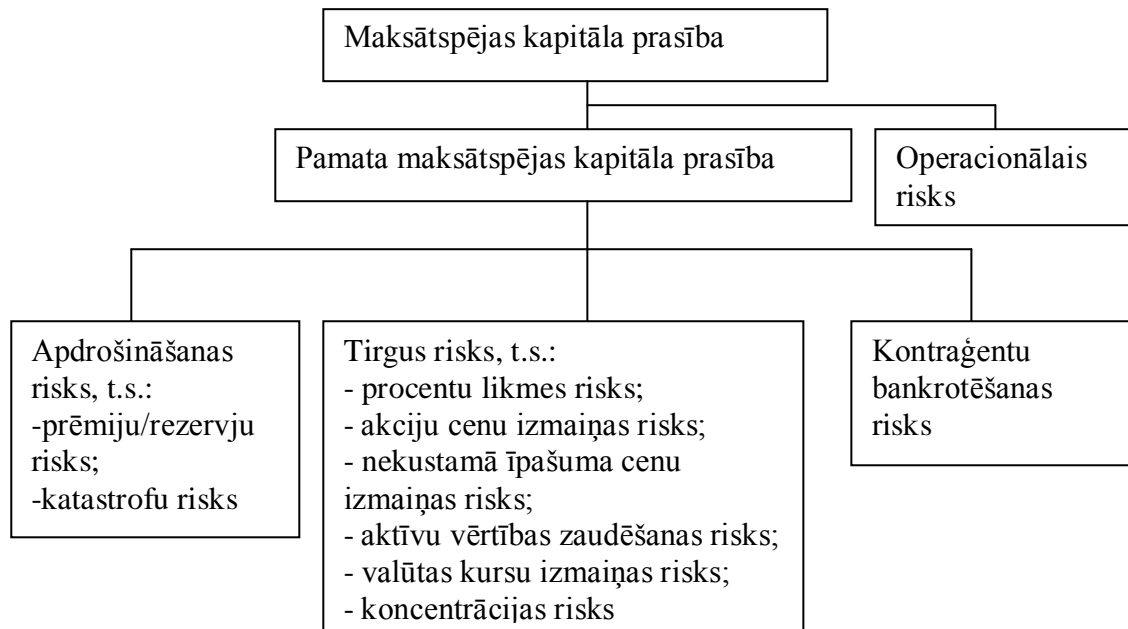 Maksātspējas kapitāla prasība
Pamata maksātspējas kapitāla prasība
Operacionālais
risks
Apdrošināšanas
risks, t.s.:
-prēmiju/rezervju
risks;
-katastrofu risks
Tirgus risks, t.s.:
- procentu likmes risks;
- akciju cenu izmaiņas risks;
- nekustamā īpašuma cenu
izmaiņas risks;
- aktīvu vērtības zaudēšanas risks;
- valūtas kursu izmaiņas risks;
- koncentrācijas risks
Kontraģentu
bankrotēšanas
risks